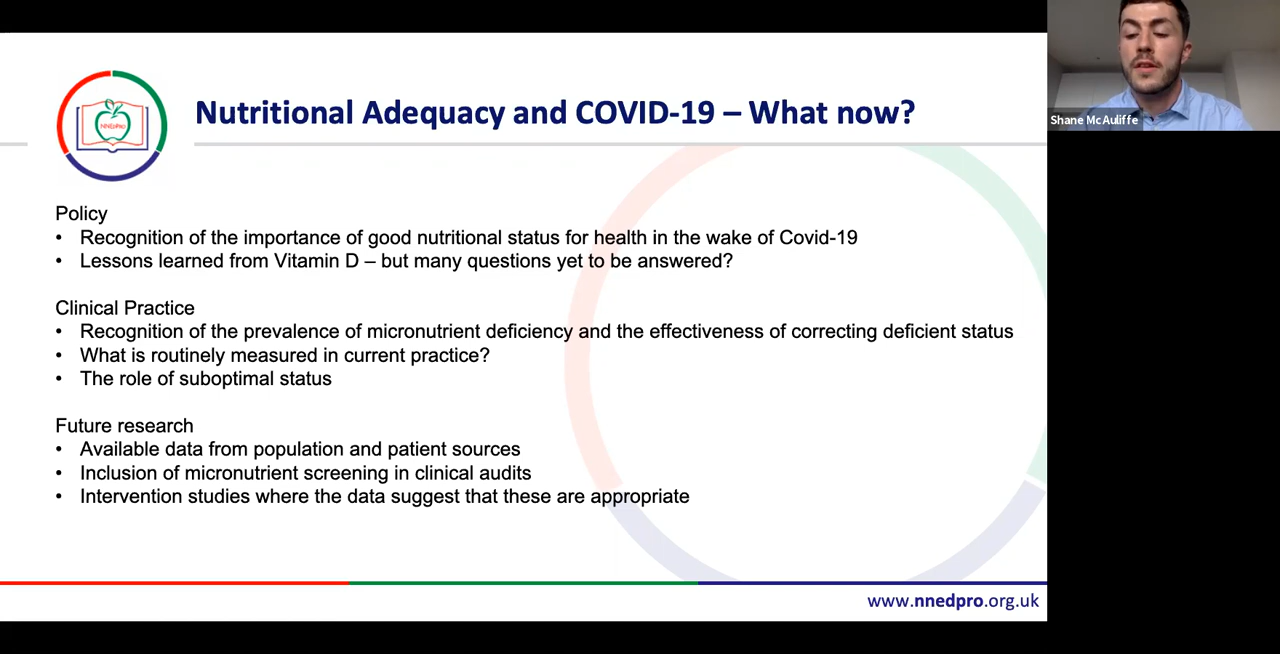 Nutritional Adequacy and COVID-19 – What now?
NNEdPro
Shane McAuliffe
Policy
• Recognition of the importance of good nutritional status for health in the wake of Covid-19
• Lessons learned from Vitamin D – but many questions yet to be answered?
Clinical Practice
• Recognition of the prevalence of micronutrient deficiency and the effectiveness of correcting deficient status
• What is routinely measured in current practice?
• The role of suboptimal status
Future research
• Available data from population and patient sources
• Inclusion of micronutrient screening in clinical audits
• Intervention studies where the data suggest that these are appropriate
www.nnedpro.org.uk